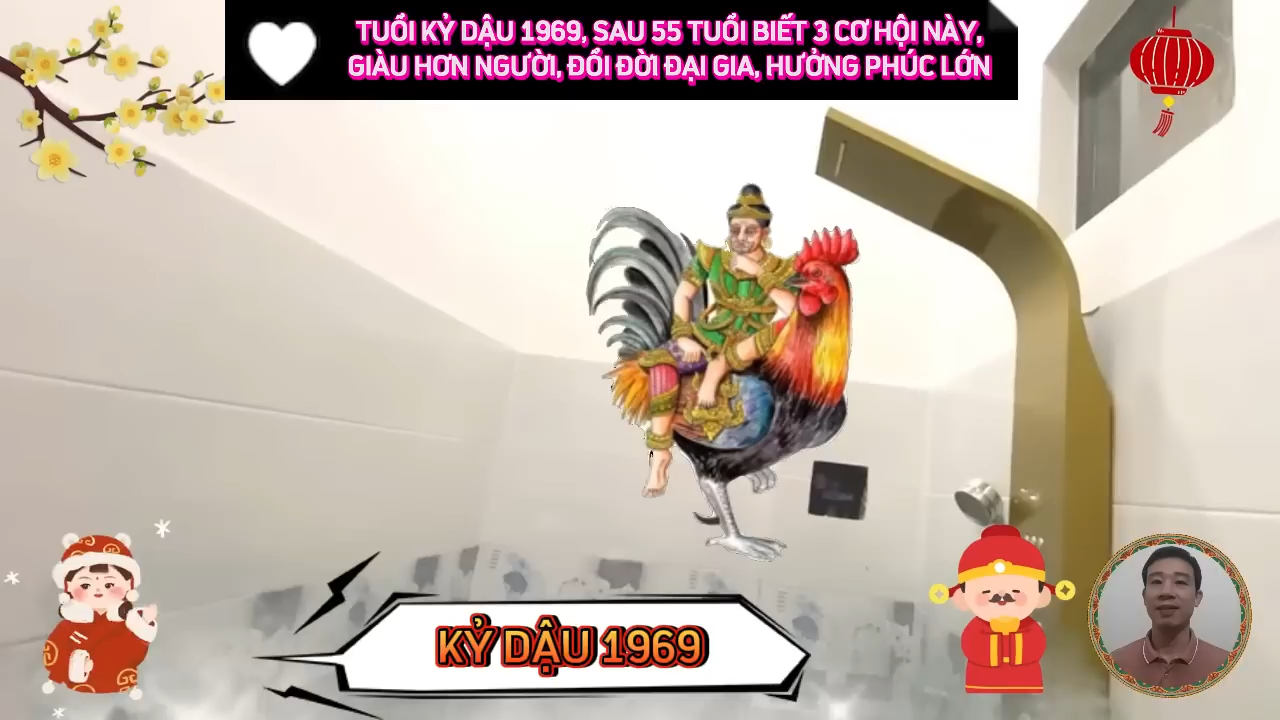 TUỔI KỶ DẬU 1969, SAU 55 TUỔI BIẾT 3 CƠ HỘI NÀY,
GIÀU HƠN NGƯỜI, ĐỔI ĐỜI ĐẠI GIA, HƯỞNG PHÚC LỚN
KỶ DẬU 1969